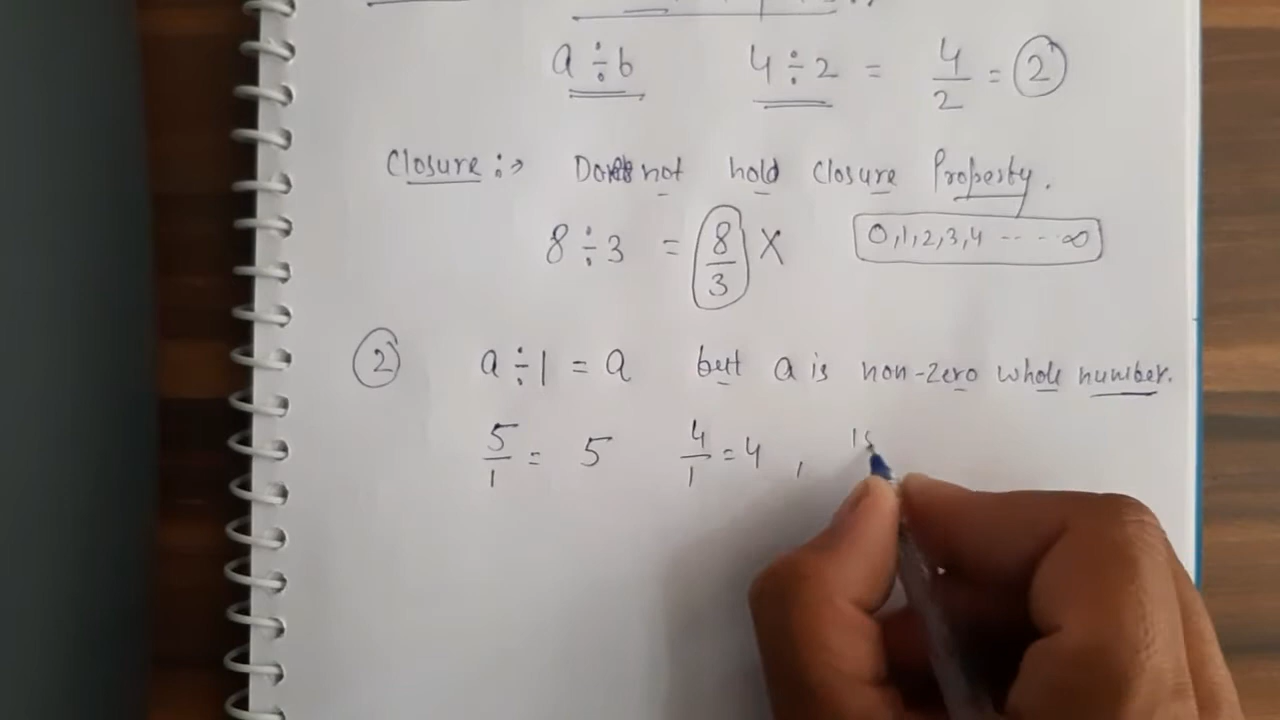 a ÷ b 4 ÷ 2 = 4/2 = 2
Closure :→ Does not hold closure Property.
8 ÷ 3 = 8/3 X 0,1,2,3,4 ----∞
2 a ÷ 1 = a but a is non-zero whole number.
5/1 = 5 4/1 = 4 ,